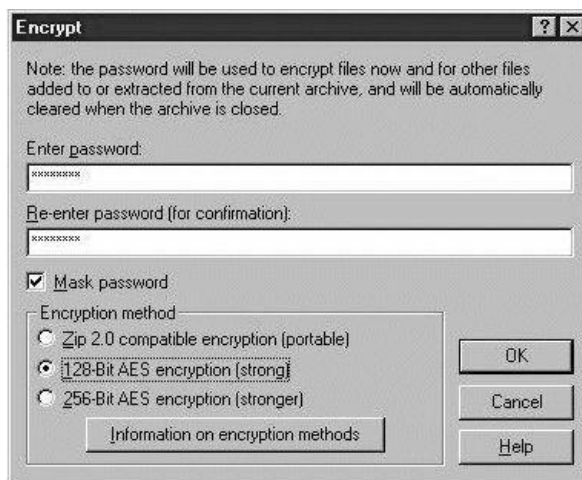 Encrypt
Note: the password will be used to encrypt files now and for other files
added to or extracted from the current archive, and will be automatically
cleared when the archive is closed.
Enter password:
********
Re-enter password (for confirmation):
********
Mask password
Encryption method
Zip 2.0 compatible encryption (portable)
128-Bit AES encryption (strong)
256-Bit AES encryption (stronger)
Information on encryption methods
OK
Cancel
Help